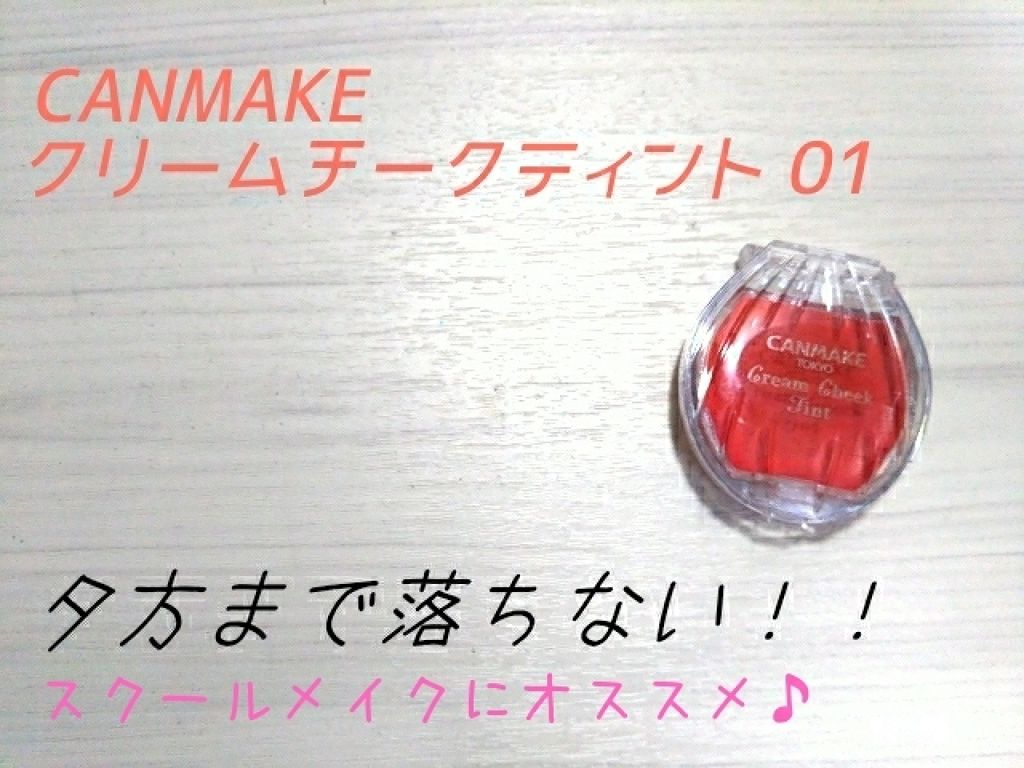 CANMAKE
クリームチークティント 01
CANMAKE
TOKYO
Cream Cheek
Tint
夕方まで落ちない！！
スクールメイクにオススメ♪